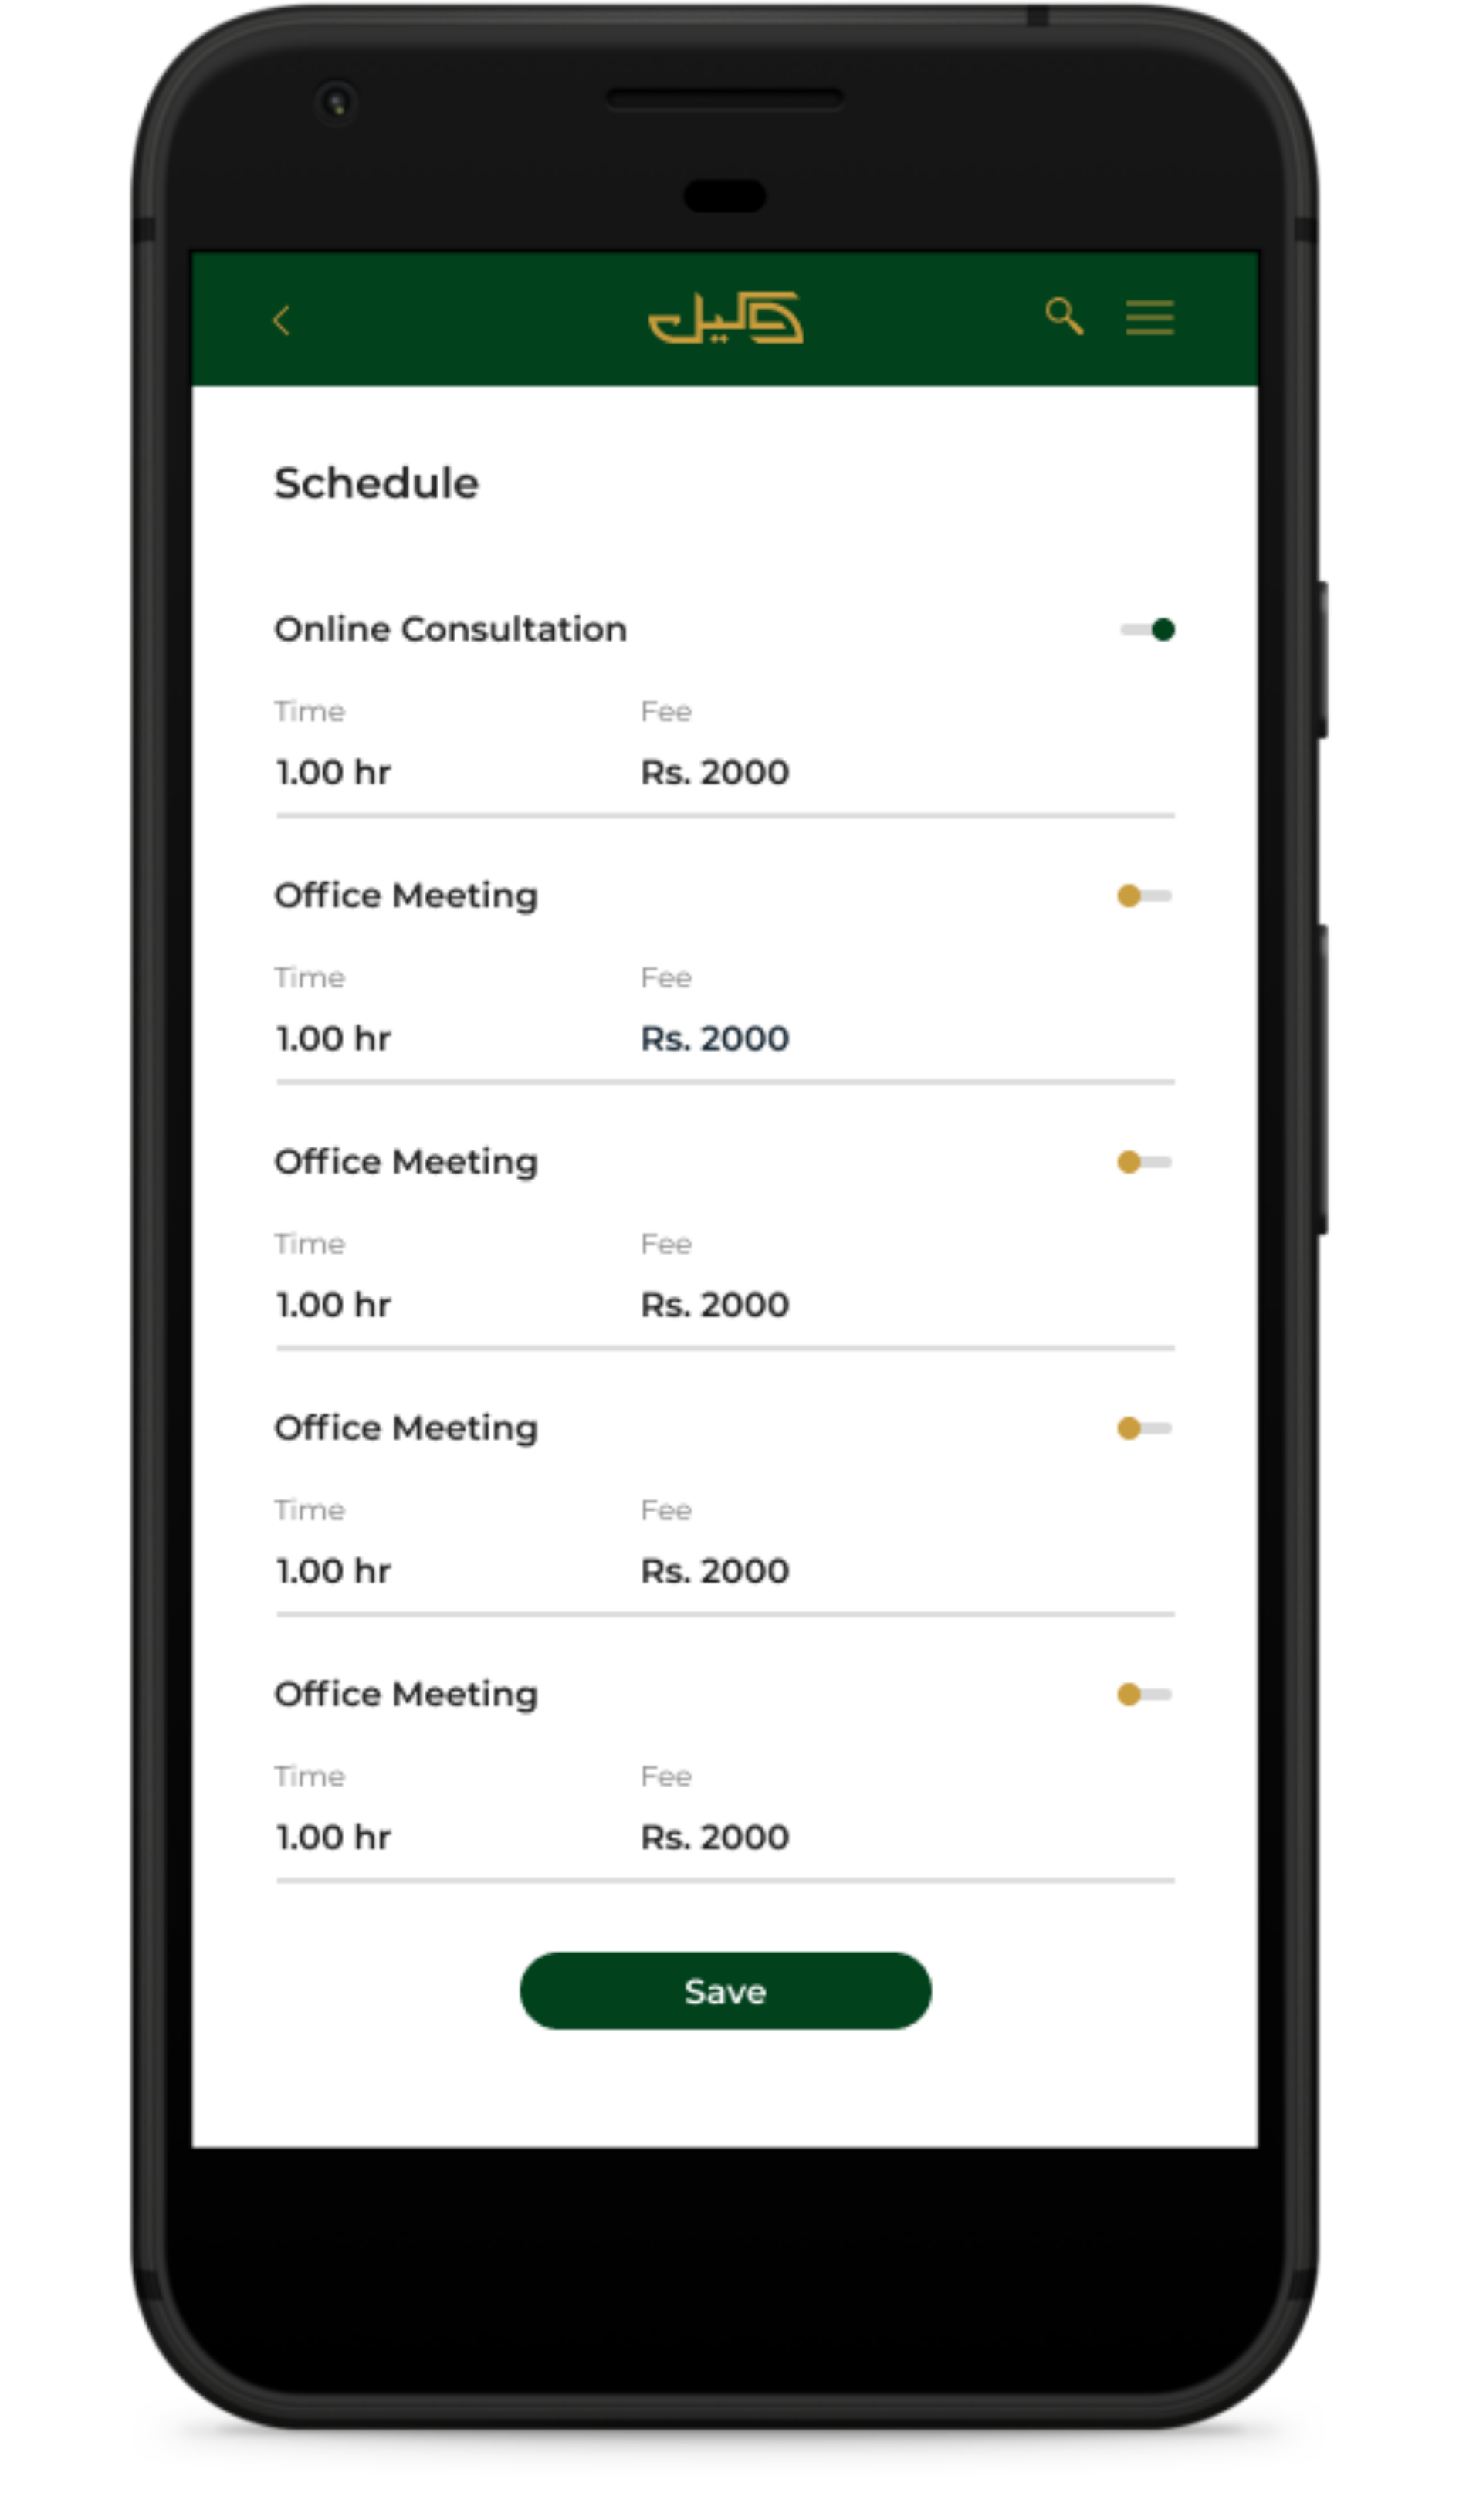 Schedule
Online Consultation
Time Fee
1.00 hr Rs. 2000
Office Meeting
Time Fee
1.00 hr Rs. 2000
Office Meeting
Time Fee
1.00 hr Rs. 2000
Office Meeting
Time Fee
1.00 hr Rs. 2000
Office Meeting
Time Fee
1.00 hr Rs. 2000
Save